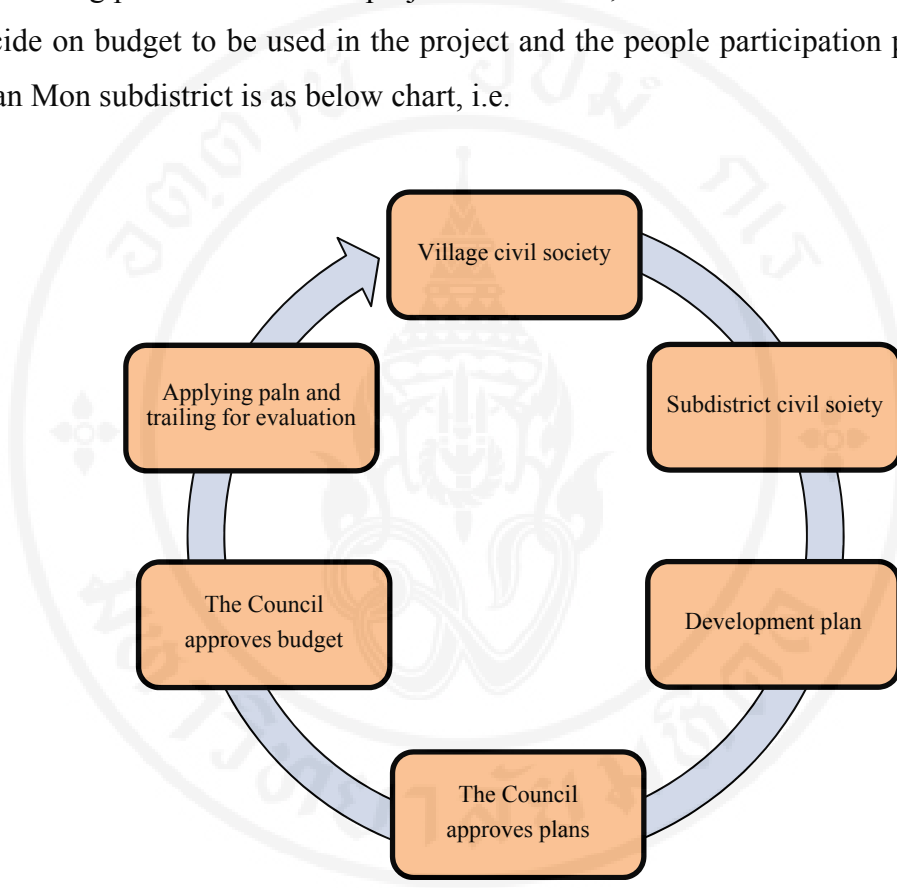 cide on budget to be used in the project and the people participation p
an Mon subdistrict is as below chart, i.e.
Village civil society
Subdistrict civil soiety
Development plan
The Council
approves plans
The Council
approves budget
Applying paln and
trailing for evaluation